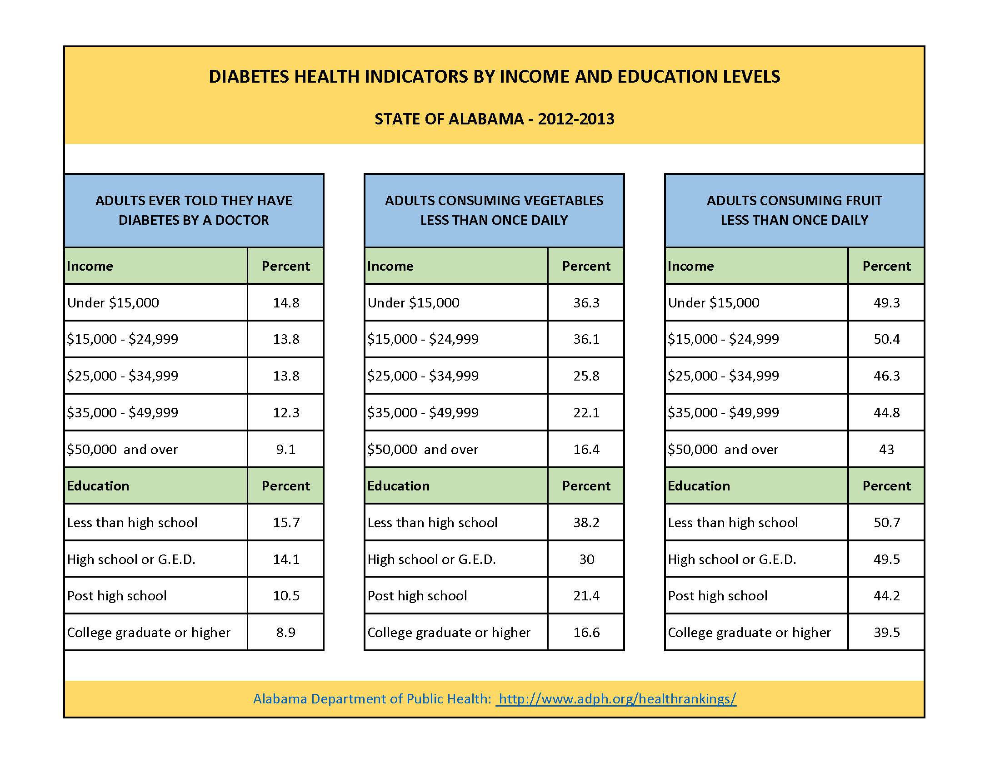 DIABETES HEALTH INDICATORS BY INCOME AND EDUCATION LEVELS
STATE OF ALABAMA - 2012-2013
ADULTS EVER TOLD THEY HAVE
DIABETES BY A DOCTOR
Income Percent
Under $15,000 14.8
$15,000 - $24,999 13.8
$25,000 - $34,999 13.8
$35,000 - $49,999 12.3
$50,000 and over 9.1
Education Percent
Less than high school 15.7
High school or G.E.D. 14.1
Post high school 10.5
College graduate or higher 8.9
ADULTS CONSUMING VEGETABLES
LESS THAN ONCE DAILY
Income Percent
Under $15,000 36.3
$15,000 - $24,999 36.1
$25,000 - $34,999 25.8
$35,000 - $49,999 22.1
$50,000 and over 16.4
Education Percent
Less than high school 38.2
High school or G.E.D. 30
Post high school 21.4
College graduate or higher 16.6
ADULTS CONSUMING FRUIT
LESS THAN ONCE DAILY
Income Percent
Under $15,000 49.3
$15,000 - $24,999 50.4
$25,000 - $34,999 46.3
$35,000 - $49,999 44.8
$50,000 and over 43
Education Percent
Less than high school 50.7
High school or G.E.D. 49.5
Post high school 44.2
College graduate or higher 39.5
Alabama Department of Public Health: http://www.adph.org/healthrankings/